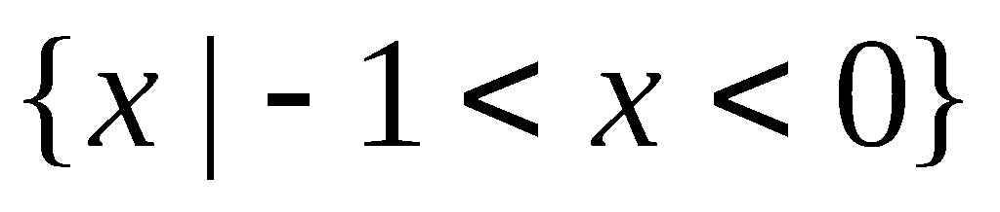 {x | - 1 < x < 0}